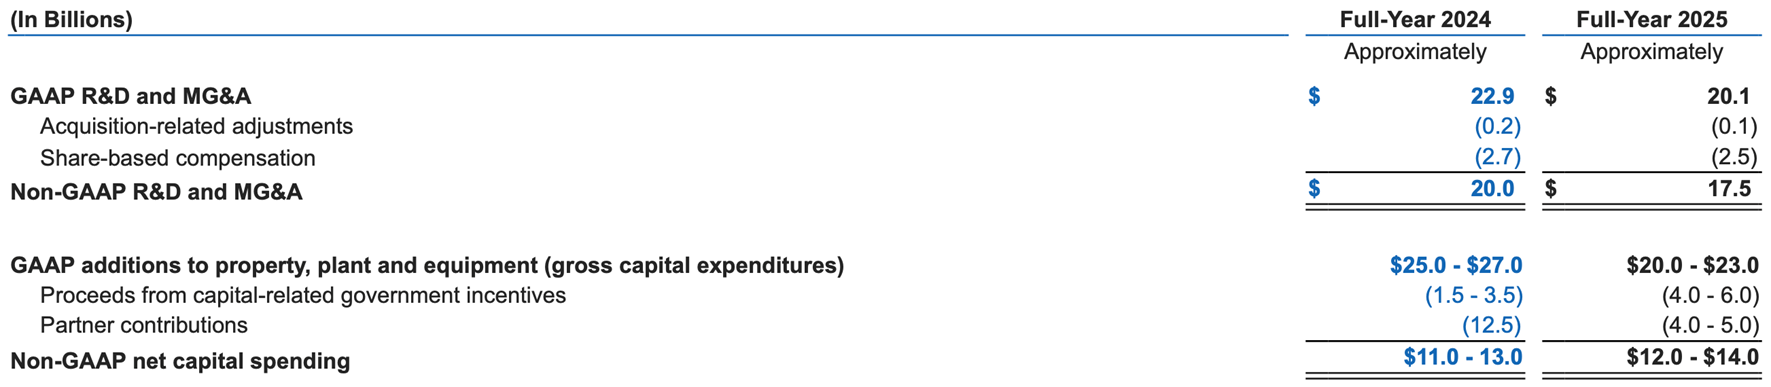 (In Billions) Full-Year 2024 Full-Year 2025
Approximately Approximately
GAAP R&D and MG&A $ 22.9 $ 20.1
Acquisition-related adjustments (0.2) (0.1)
Share-based compensation (2.7) (2.5)
Non-GAAP R&D and MG&A $ 20.0 $ 17.5
GAAP additions to property, plant and equipment (gross capital expenditures) $25.0 - $27.0 $20.0 - $23.0
Proceeds from capital-related government incentives (1.5 - 3.5) (4.0 - 6.0)
Partner contributions (12.5) (4.0 - 5.0)
Non-GAAP net capital spending $11.0 - 13.0 $12.0 - $14.0